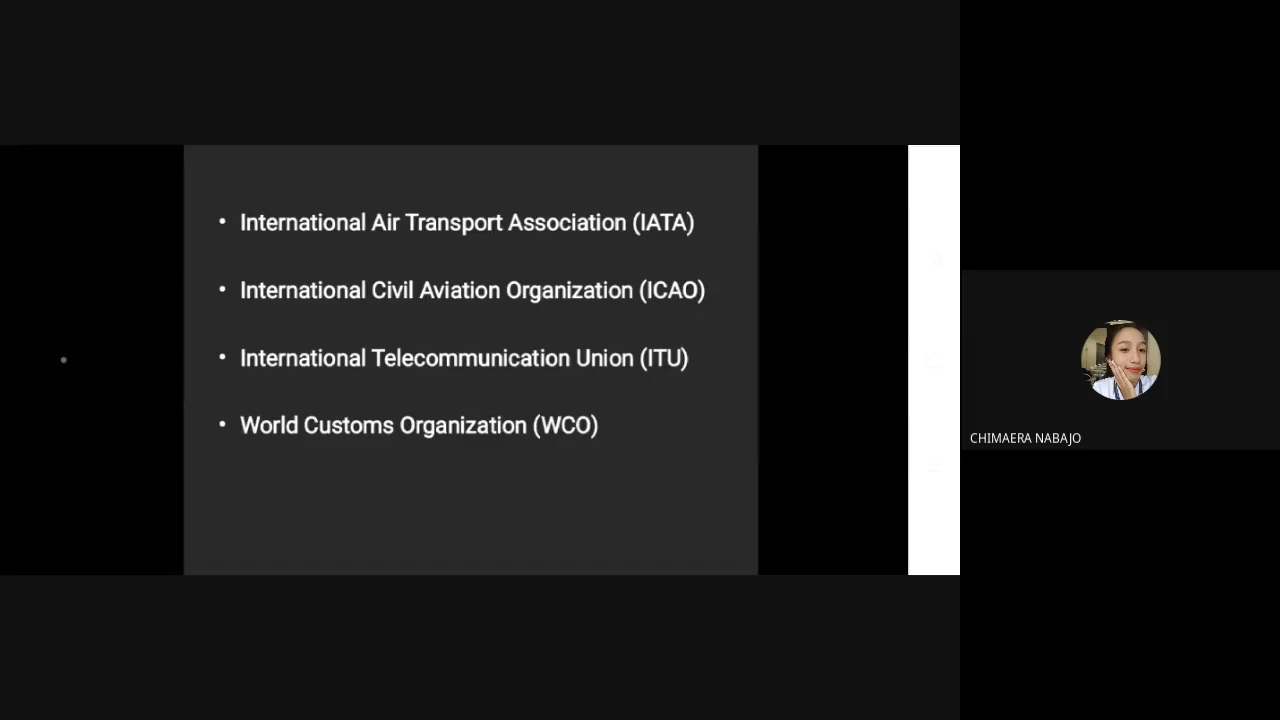 • International Air Transport Association (IATA)
• International Civil Aviation Organization (ICAO)
• International Telecommunication Union (ITU)
• World Customs Organization (WCO)
CHIMAERA NABAJO